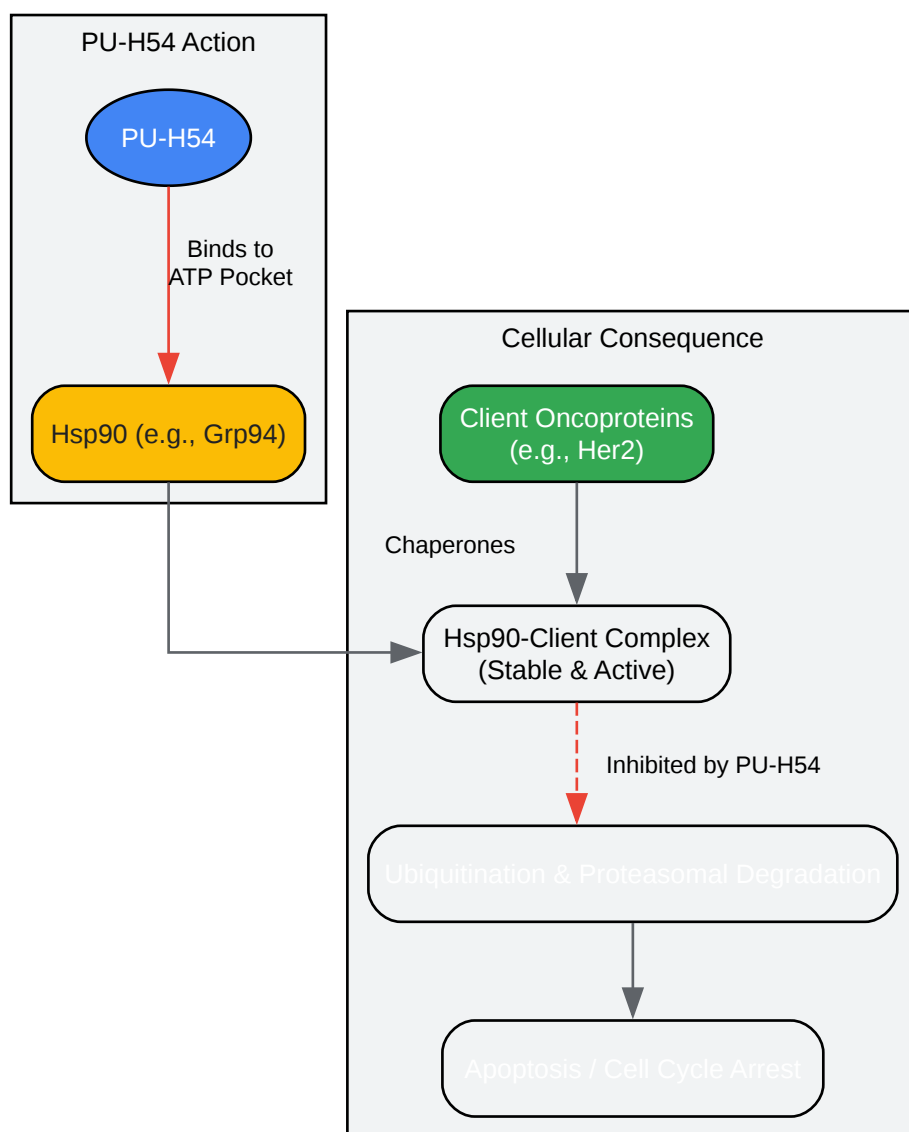 PU-H54 Action
PU-H54
Binds to
ATP Pocket
Hsp90 (e.g., Grp94)
Cellular Consequence
Client Oncoproteins
(e.g., Her2)
Chaperones
Hsp90-Client Complex
(Stable & Active)
Inhibited by PU-H54
Ubiquitination & Proteasomal Degradation
Apoptosis / Cell Cycle Arrest